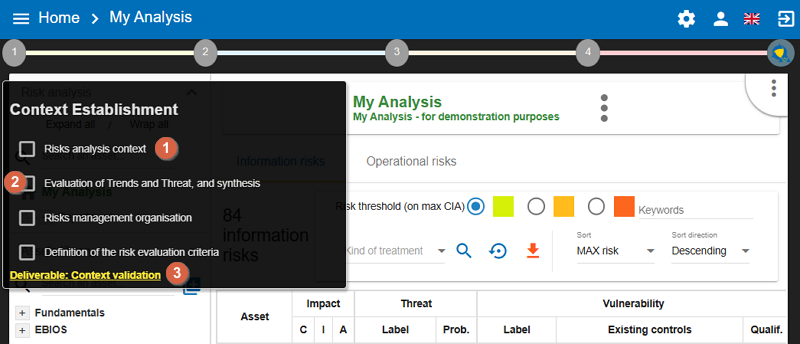 Home > My Analysis
1 2 3 4
Risk analysis
Expand all / Wrap all
Context Establishment
Risks analysis context 1
2 Evaluation of Trends and Threat, and synthesis
My Analysis
Risks management organisation
Definition of the risk evaluation criteria
Deliverable: Context validation 3
+ Fundamentals
+ EBIOS
My Analysis
My Analysis - for demonstration purposes
Information risks Operational risks
84
information
risks
Risk threshold (on max CIA)
Keywords
Kind of treatment
Sort
MAX risk
Sort direction
Descending
Asset Impact Threat Vulnerability
C I A Label Prob. Label Existing controls Qualif.